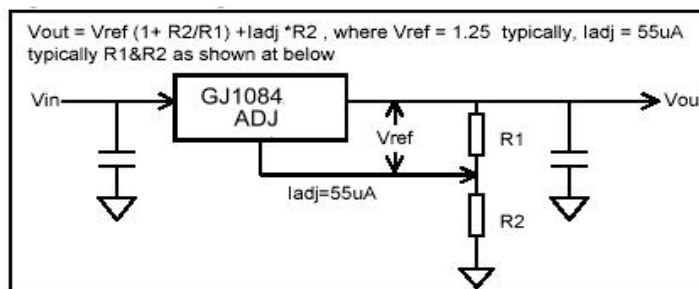 Vout = Vref (1+ R2/R1) +Iadj *R2 , where Vref = 1.25 typically, Iadj = 55uA
typically R1&R2 as shown at below
Vin
GJ1084
ADJ
Vou
Vref
R1
Iadj=55uA
R2